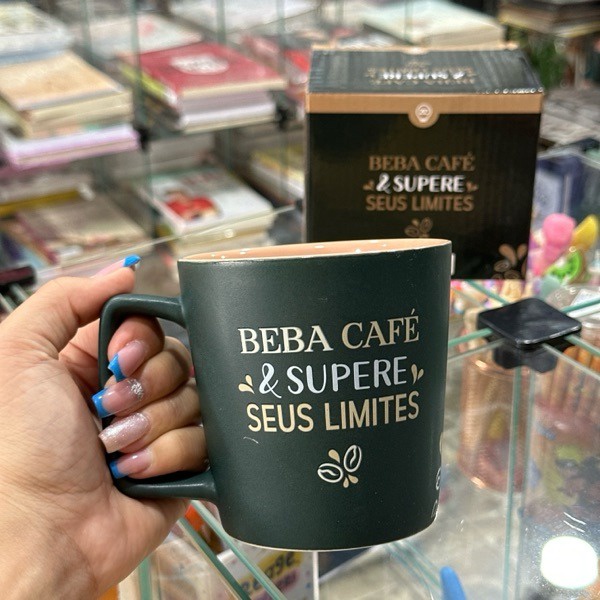 BEBA CAFÉ
& SUPERE
SEUS LIMITES
BEBA CAFÉ
& SUPERE
SEUS LIMITES